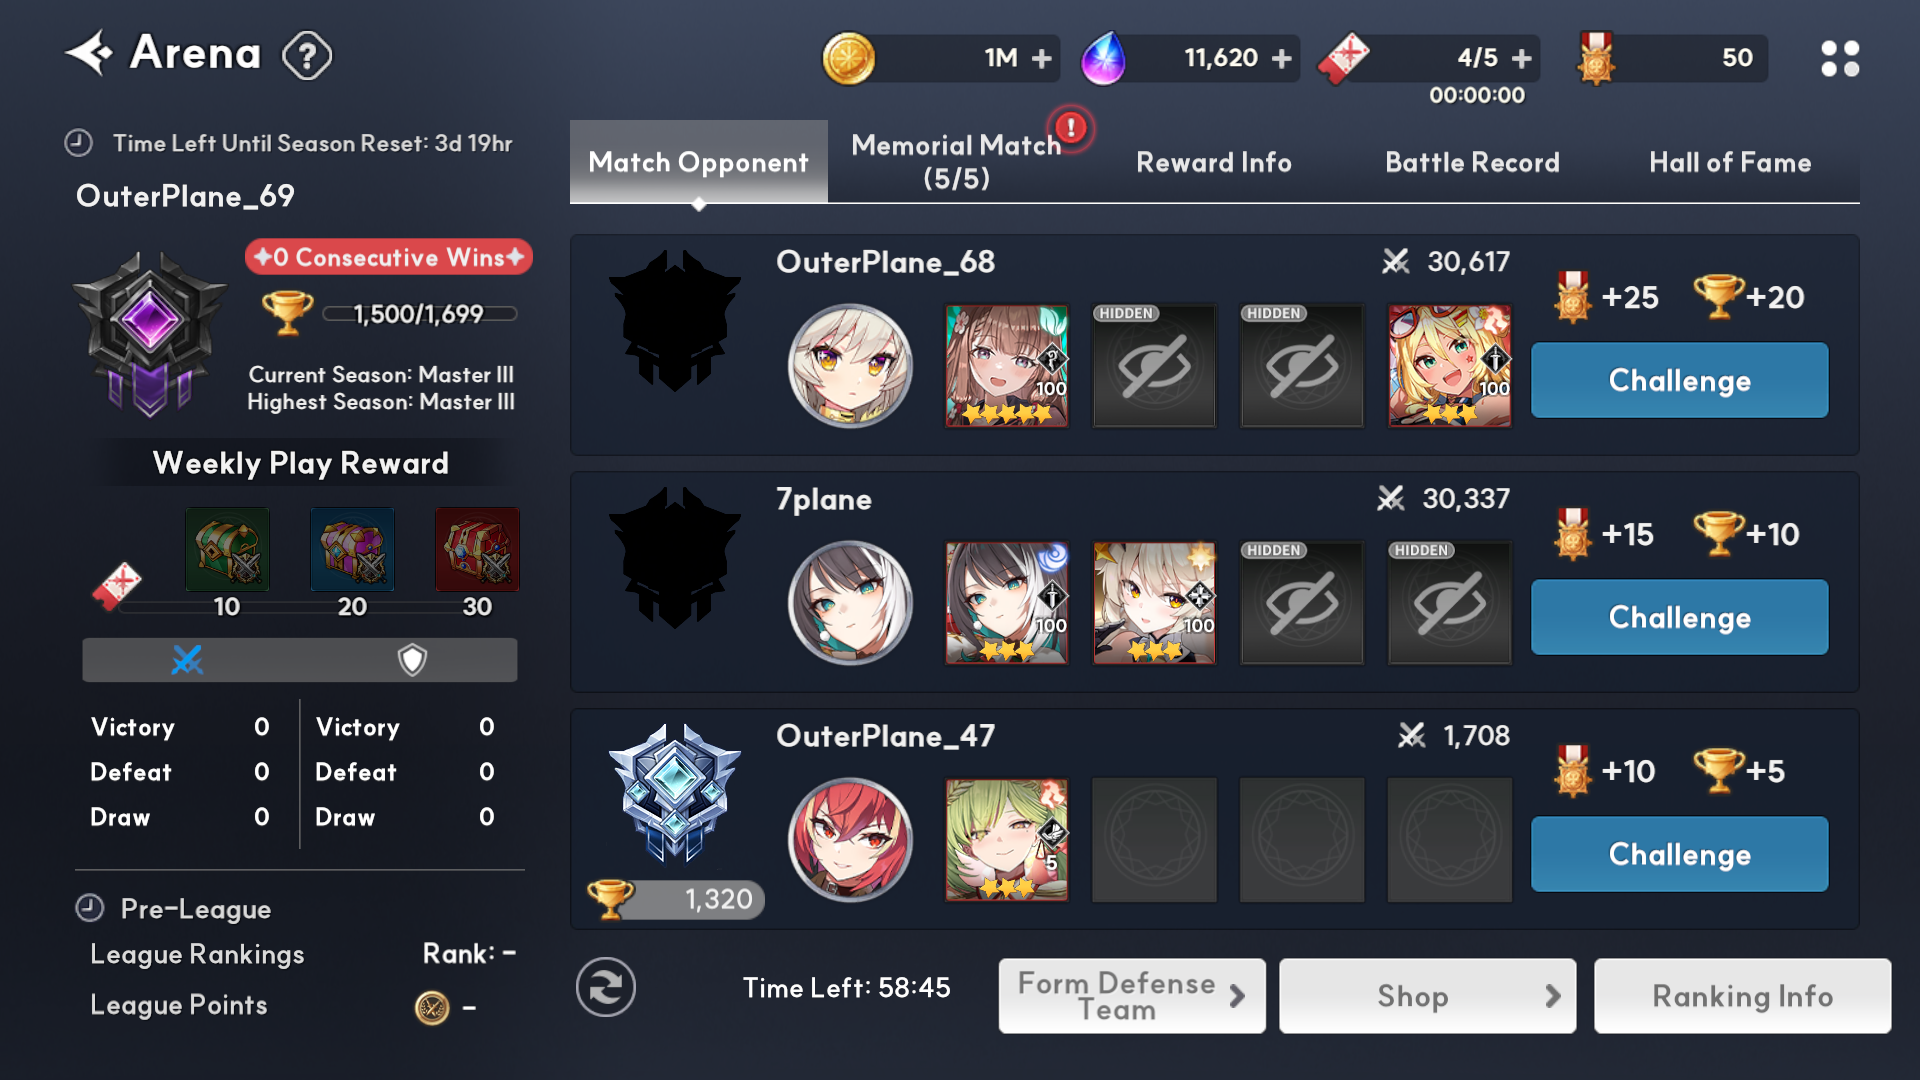 Arena
?
1M
11,620
4/5
50
00:00:00
Time Left Until Season Reset: 3d 19hr
OuterPlane_69
0 Consecutive Wins
1,500/1,699
Current Season: Master III
Highest Season: Master III
Weekly Play Reward
10
20
30
Victory 0
Defeat 0
Draw 0
Victory 0
Defeat 0
Draw 0
Pre-League
League Rankings
Rank: -
League Points
-
Match Opponent
Memorial Match
(5/5)
!
Reward Info
Battle Record
Hall of Fame
OuterPlane_68
30,617
100
HIDDEN
HIDDEN
100
+25
+20
Challenge
7plane
30,337
100
100
HIDDEN
HIDDEN
+15
+10
Challenge
OuterPlane_47
1,708
1,320
5
+10
+5
Challenge
Time Left: 58:45
Form Defense
Team
Shop
Ranking Info